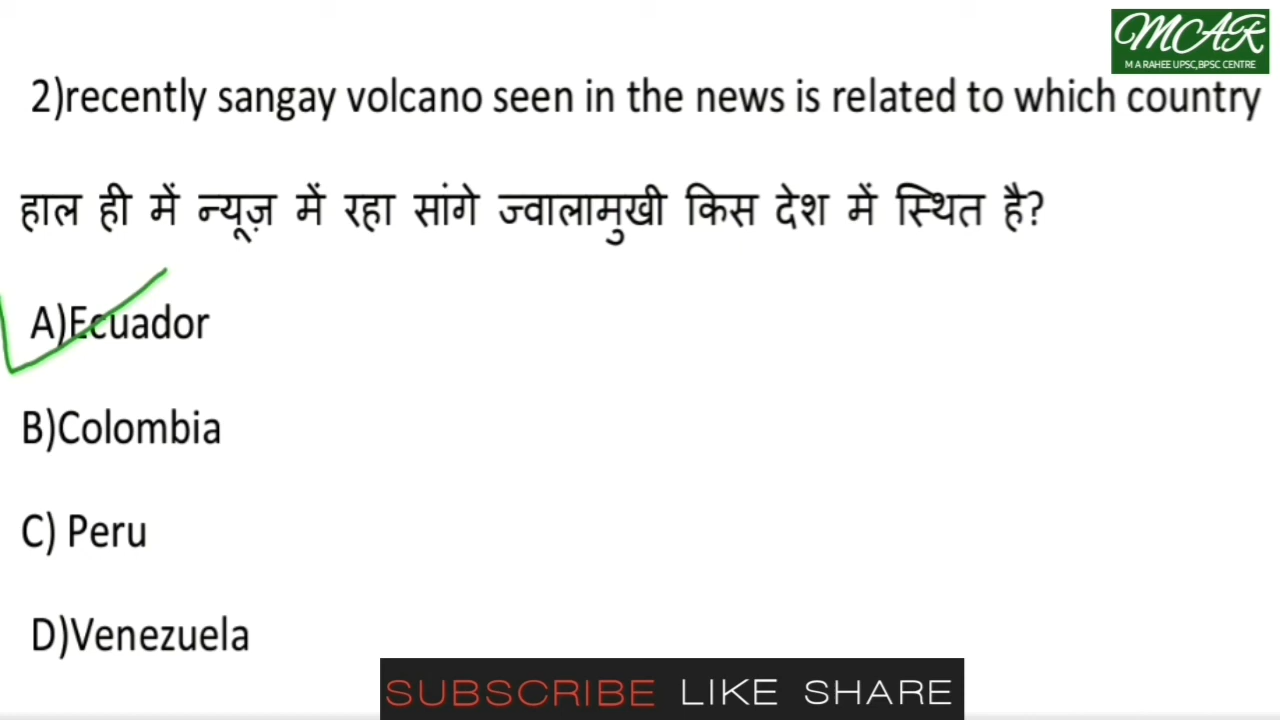 MCAR
M A RAHEE UPSC,BPSC CENTRE
2)recently sangay volcano seen in the news is related to which country
हाल ही में न्यूज़ में रहा सांगे ज्वालामुखी किस देश में स्थित है?
A)Ecuador
B)Colombia
C) Peru
D)Venezuela
SUBSCRIBE LIKE SHARE